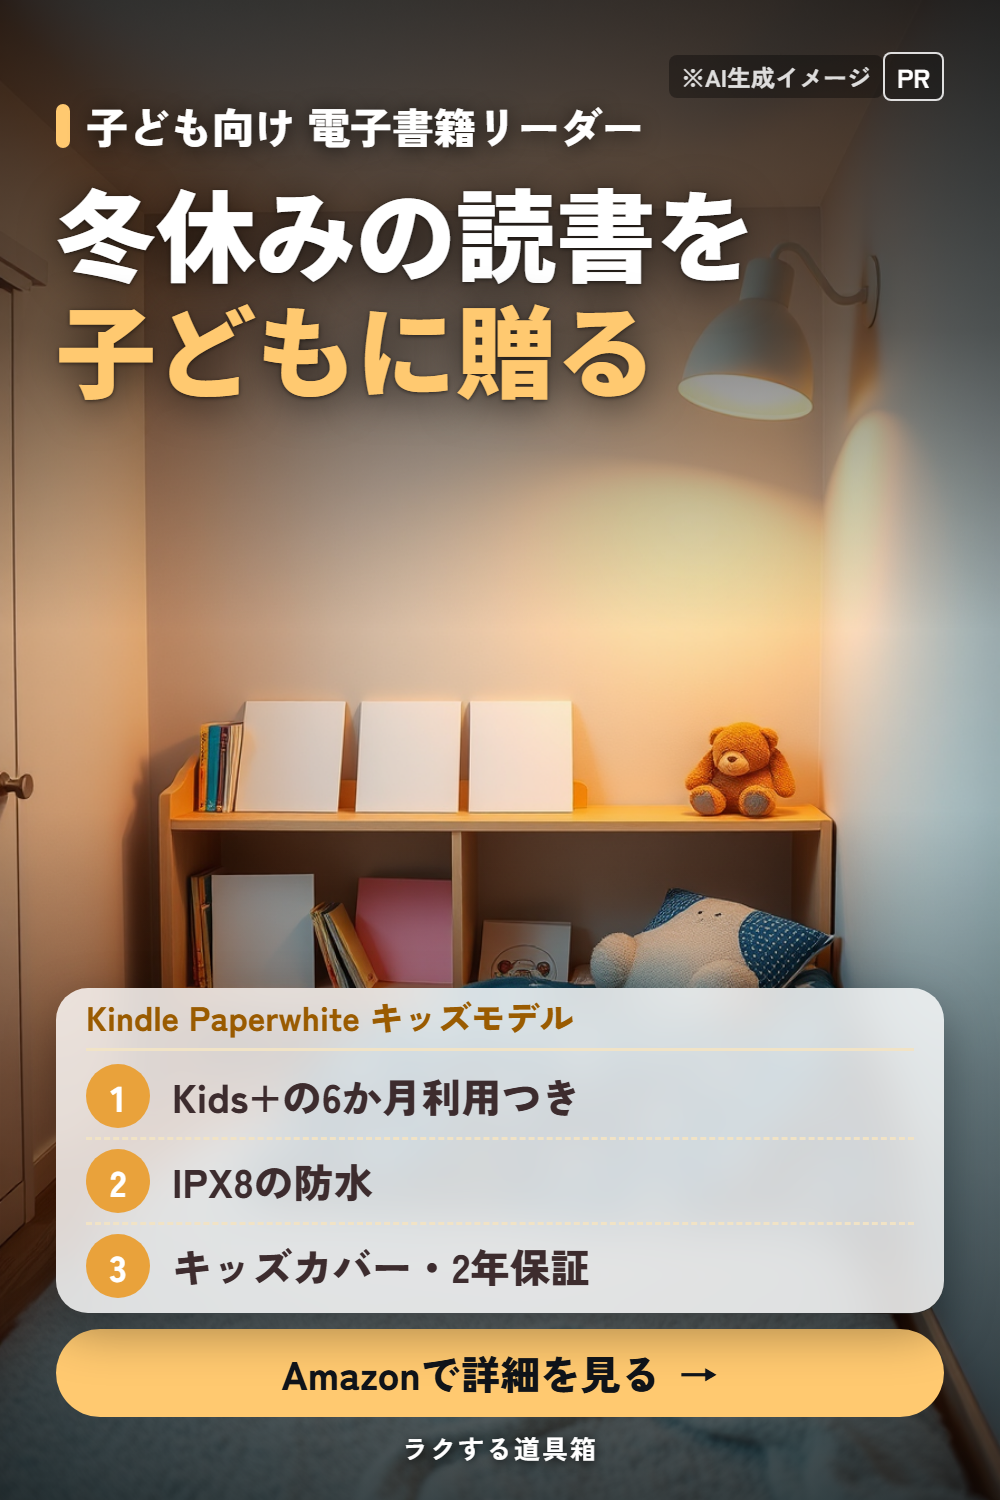 ※AI生成イメージ
PR
子ども向け 電子書籍リーダー
冬休みの読書を
子どもに贈る
Kindle Paperwhite キッズモデル
1 Kids+の6か月利用つき
2 IPX8の防水
3 キッズカバー・2年保証
Amazonで詳細を見る →
ラクする道具箱